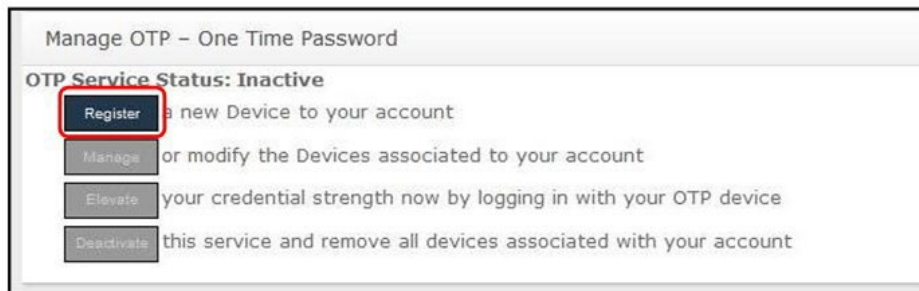 Manage OTP – One Time Password
OTP Service Status: Inactive
Register a new Device to your account
Manage or modify the Devices associated to your account
Elevate your credential strength now by logging in with your OTP device
Deactivate this service and remove all devices associated with your account